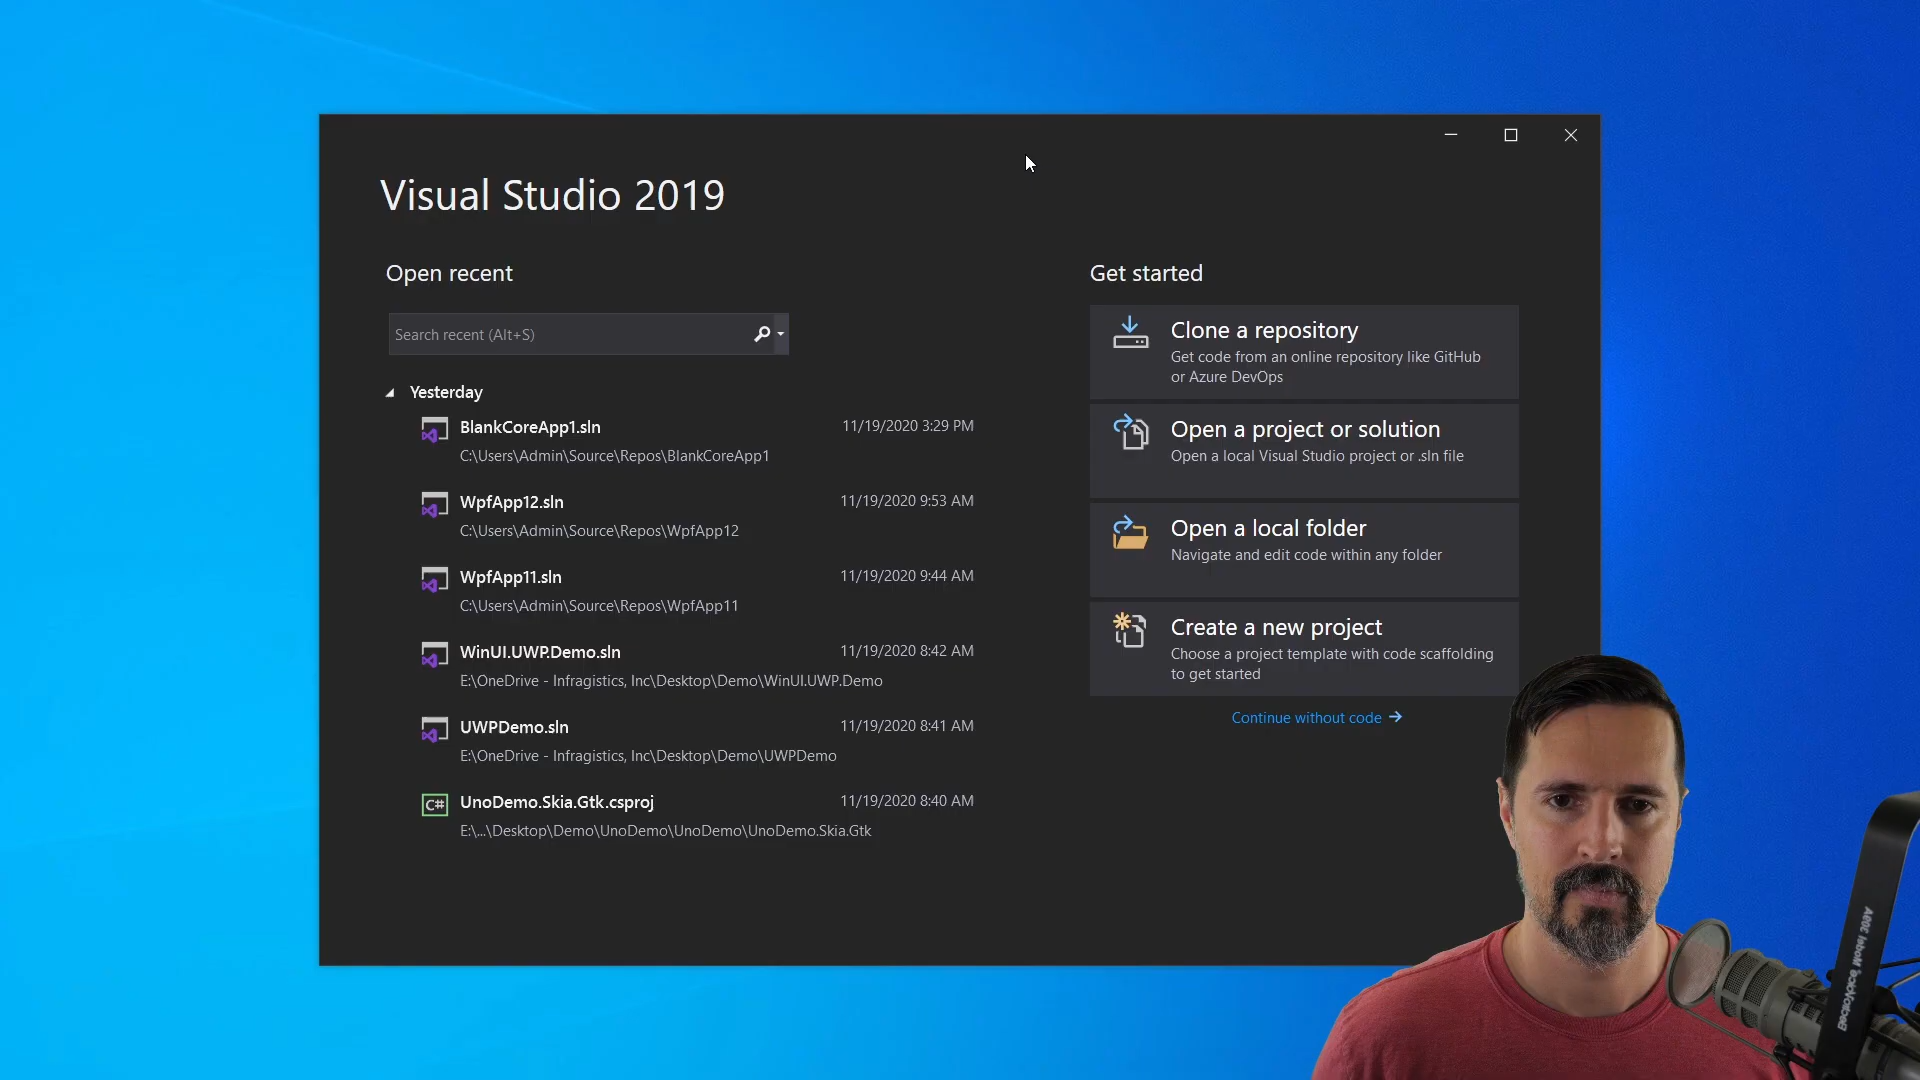 Visual Studio 2019
Open recent
Search recent (Alt+S)
Yesterday
BlankCoreApp1.sln
11/19/2020 3:29 PM
C:\Users\Admin\Source\Repos\BlankCoreApp1
WpfApp12.sln
11/19/2020 9:53 AM
C:\Users\Admin\Source\Repos\WpfApp12
WpfApp11.sln
11/19/2020 9:44 AM
C:\Users\Admin\Source\Repos\WpfApp11
WinUI.UWP.Demo.sln
11/19/2020 8:42 AM
E:\OneDrive - Infragistics, Inc\Desktop\Demo\WinUI.UWP.Demo
UWPDemo.sln
11/19/2020 8:41 AM
E:\OneDrive - Infragistics, Inc\Desktop\Demo\UWPDemo
C#
UnoDemo.Skia.Gtk.csproj
11/19/2020 8:40 AM
E:\...\Desktop\Demo\UnoDemo\UnoDemo\UnoDemo.Skia.Gtk
Get started
Clone a repository
Get code from an online repository like GitHub
or Azure DevOps
Open a project or solution
Open a local Visual Studio project or .sln file
Open a local folder
Navigate and edit code within any folder
Create a new project
Choose a project template with code scaffolding
to get started
Continue without code →
ElectroVoice Model 309A